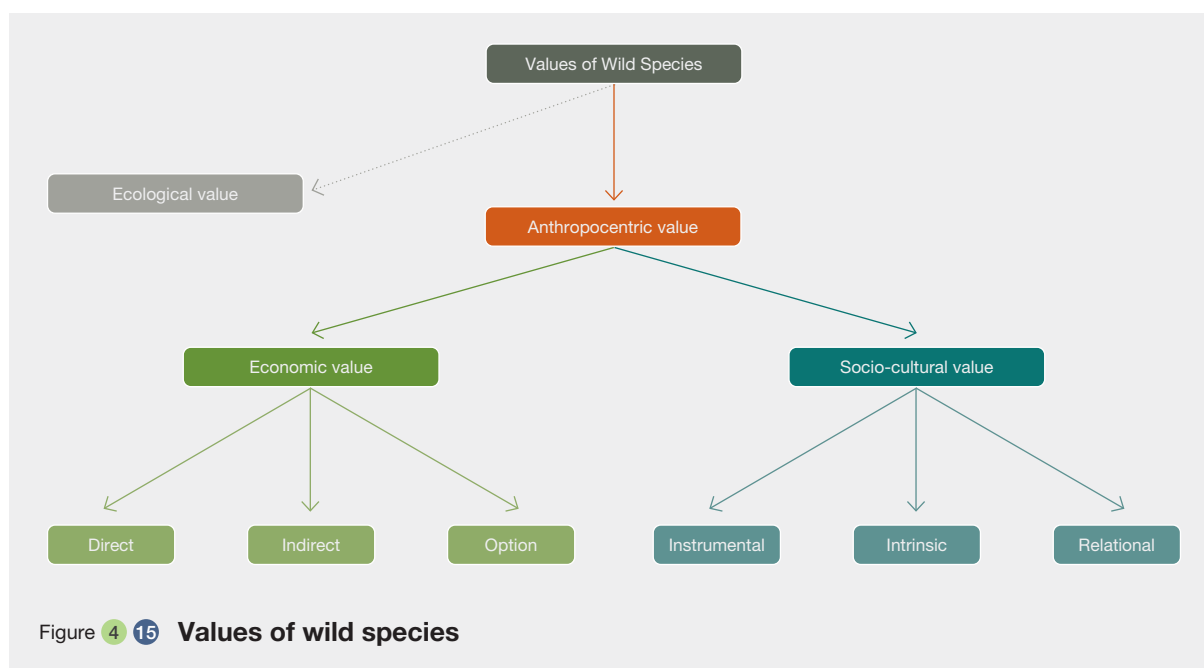 Values of Wild Species
Ecological value
Anthropocentric value
Economic value
Socio-cultural value
Direct
Indirect
Option
Instrumental
Intrinsic
Relational
Figure 4 15 Values of wild species